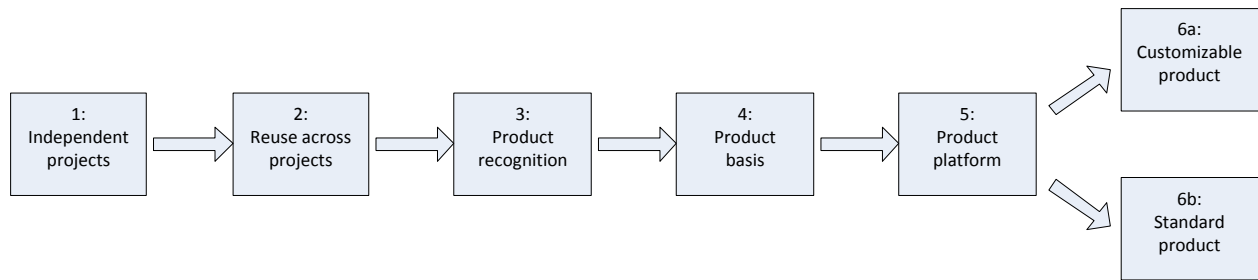 1:
Independent
projects
2:
Reuse across
projects
3:
Product
recognition
4:
Product
basis
5:
Product
platform
6a:
Customizable
product
6b:
Standard
product